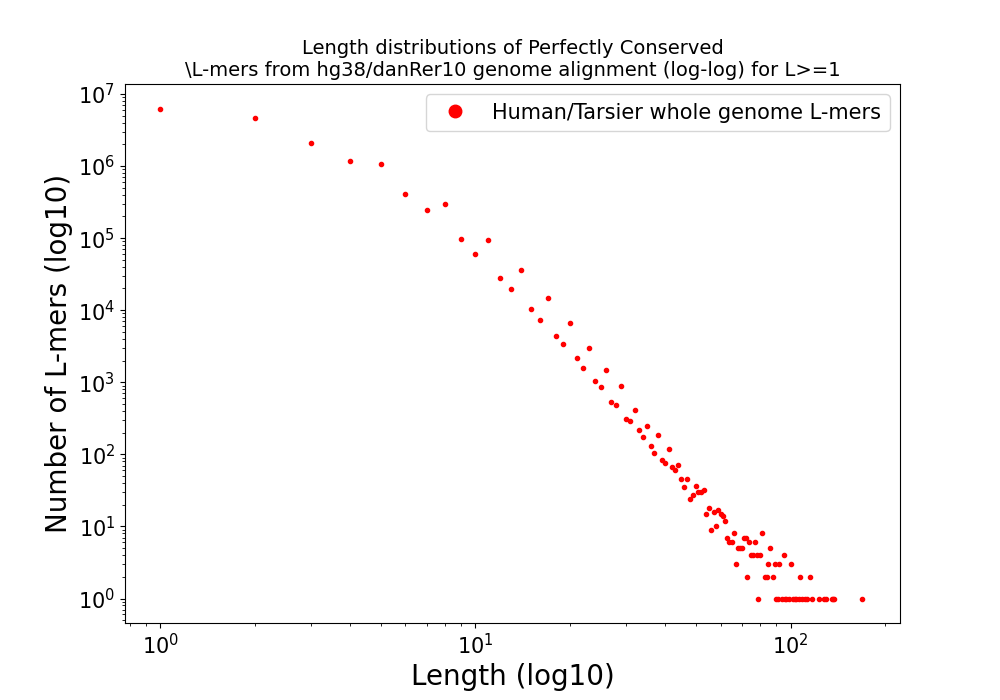 Length distributions of Perfectly Conserved
\L-mers from hg38/danRer10 genome alignment (log-log) for L>=1
Human/Tarsier whole genome L-mers
Number of L-mers (log10)
10⁷
10⁶
10⁵
10⁴
10³
10²
10¹
10⁰
10⁰ 10¹ 10²
Length (log10)